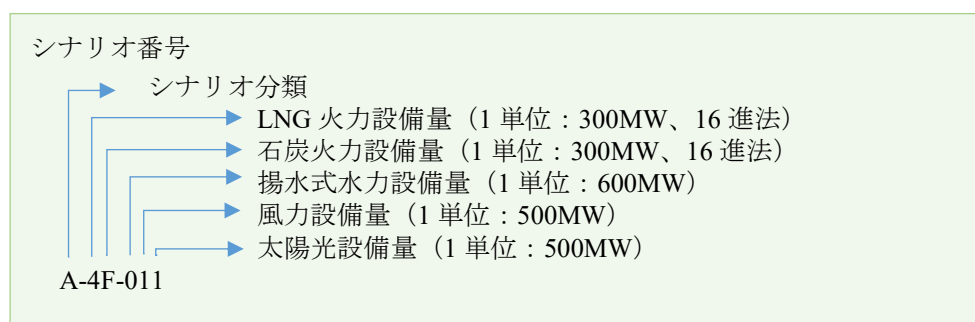 シナリオ番号
シナリオ分類
LNG 火力設備量（1 単位：300MW、16 進法）
石炭火力設備量（1 単位：300MW、16 進法）
揚水式水力設備量（1 単位：600MW）
風力設備量（1 単位：500MW）
太陽光設備量（1 単位：500MW）
A-4F-011